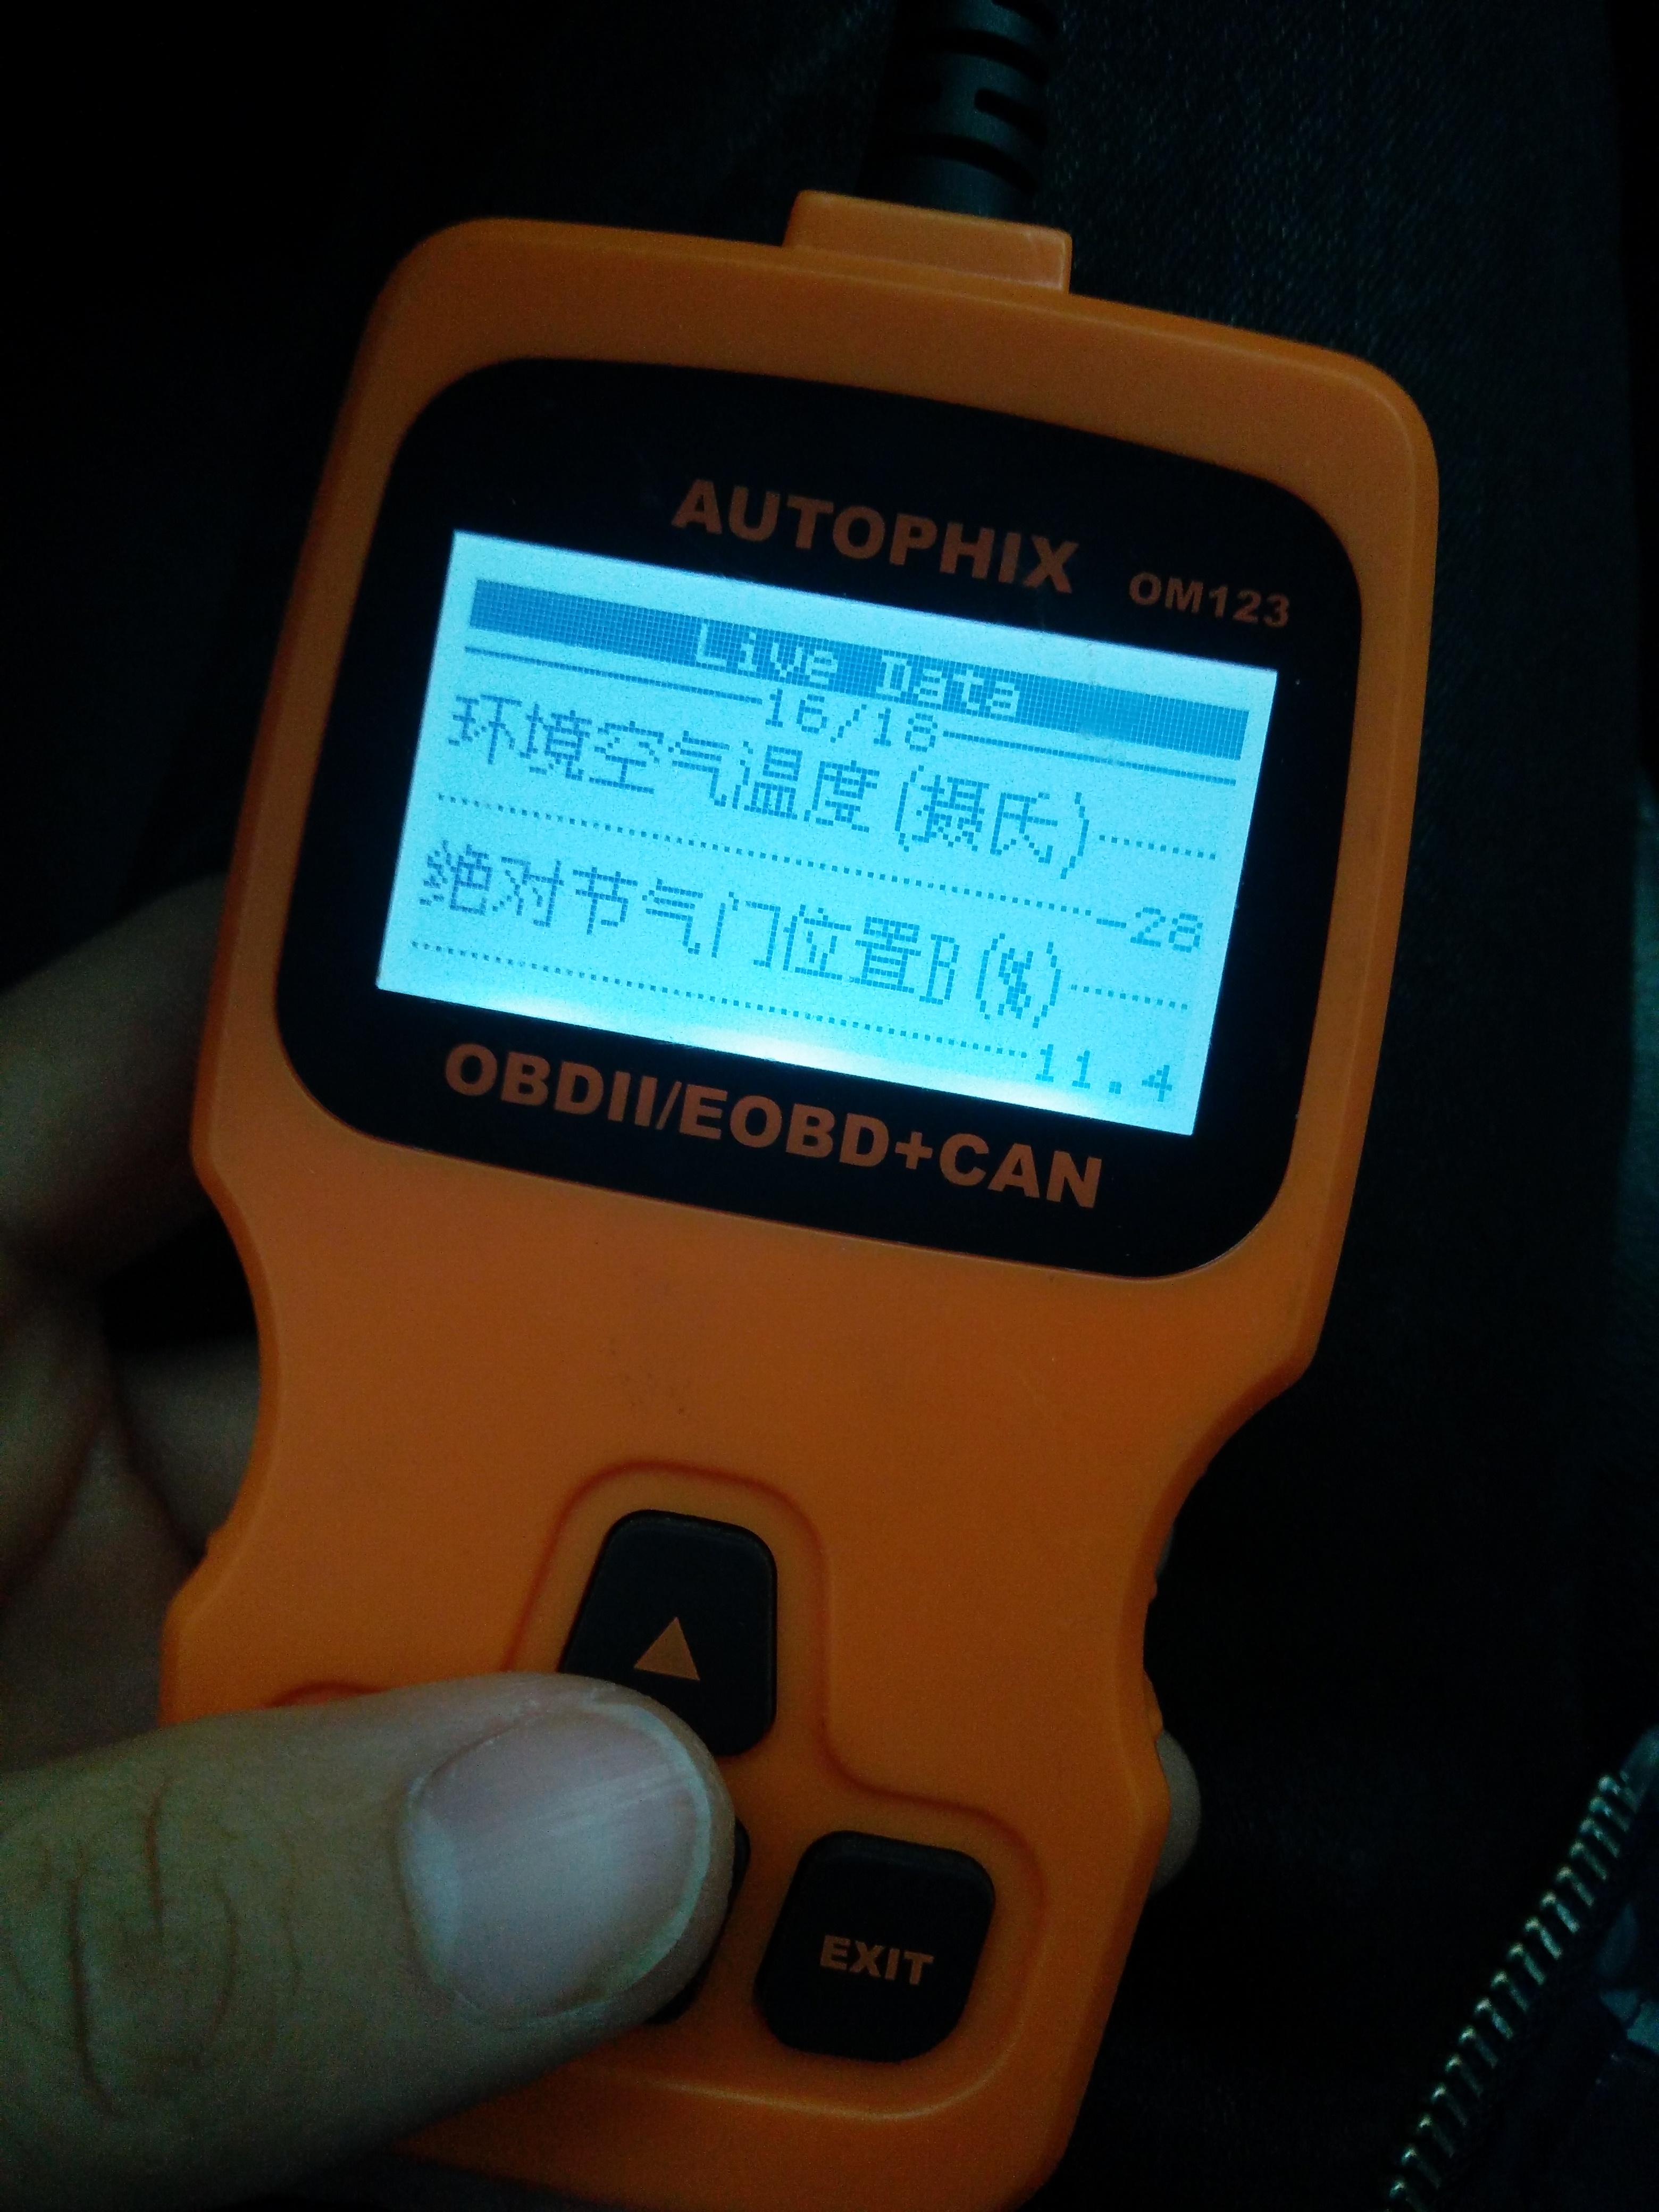 AUTOPHIX OM123
Live Data
16/18
环境空气温度(摄氏)
-28
绝对节气门位置B(%)
11.4
OBDII/EOBD+CAN
EXIT